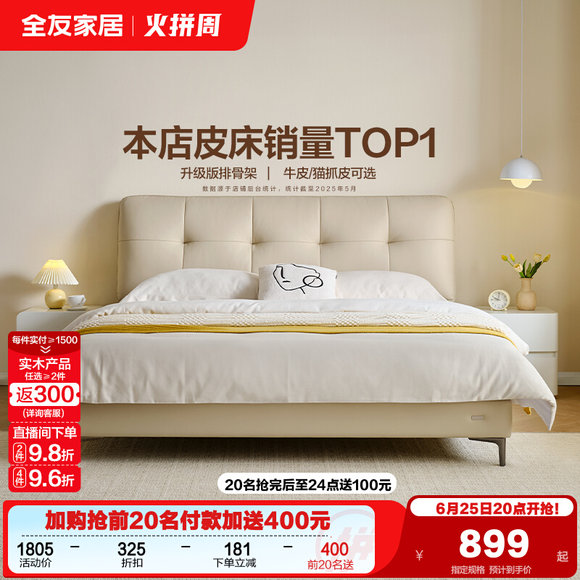 全友家居 火拼周
本店皮床销量TOP1
升级版排骨架 | 牛皮/猫抓皮可选
数据源于店铺后台统计,统计截至2025年5月
每件实付≥1500
实木产品
任选≥2件
返300
(详询客服)
直播间下单
2件 9.8折
4件 9.6折
20名抢完后至24点送100元
加购抢前20名付款加送400元
1805 - 325 - 181 - 400
活动价 折扣 下单立减 前20名送
6月25日20点开抢!
¥ 899 起
指定规格 预计到手价